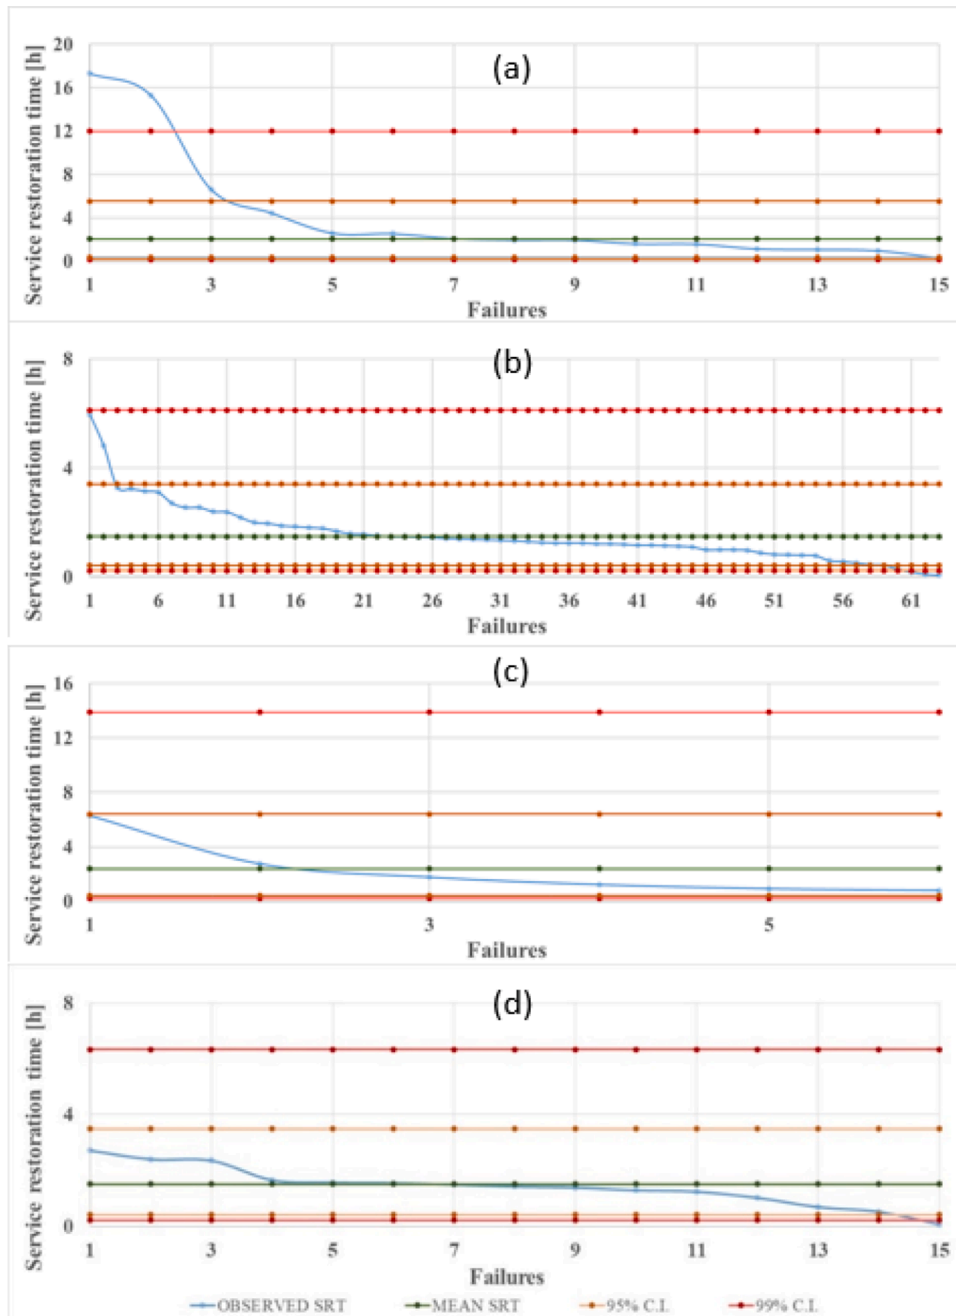 (a)
Service restoration time [h]
20
16
12
8
4
0
1 3 5 7 9 11 13 15
Failures
(b)
Service restoration time [h]
8
4
0
1 6 11 16 21 26 31 36 41 46 51 56 61
Failures
(c)
Service restoration time [h]
16
12
8
4
0
1 3 5
Failures
(d)
Service restoration time [h]
8
4
0
1 3 5 7 9 11 13 15
Failures
OBSERVED SRT MEAN SRT 95% C.I. 99% C.I.